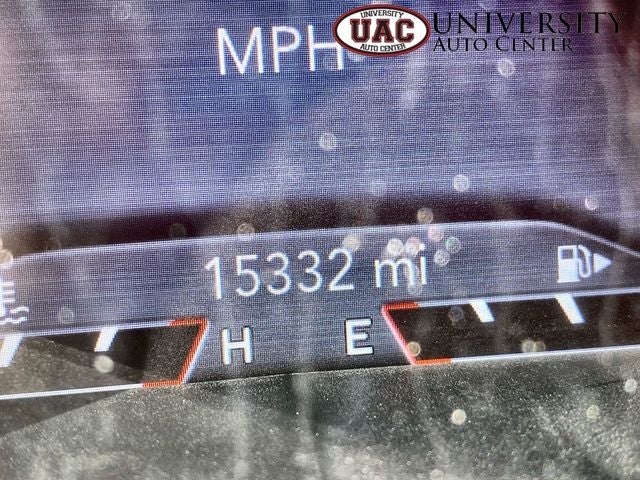 MPH
UNIVERSITY
UAC
AUTO CENTER
UNIVERSITY
AUTO CENTER
15332 mi
H E